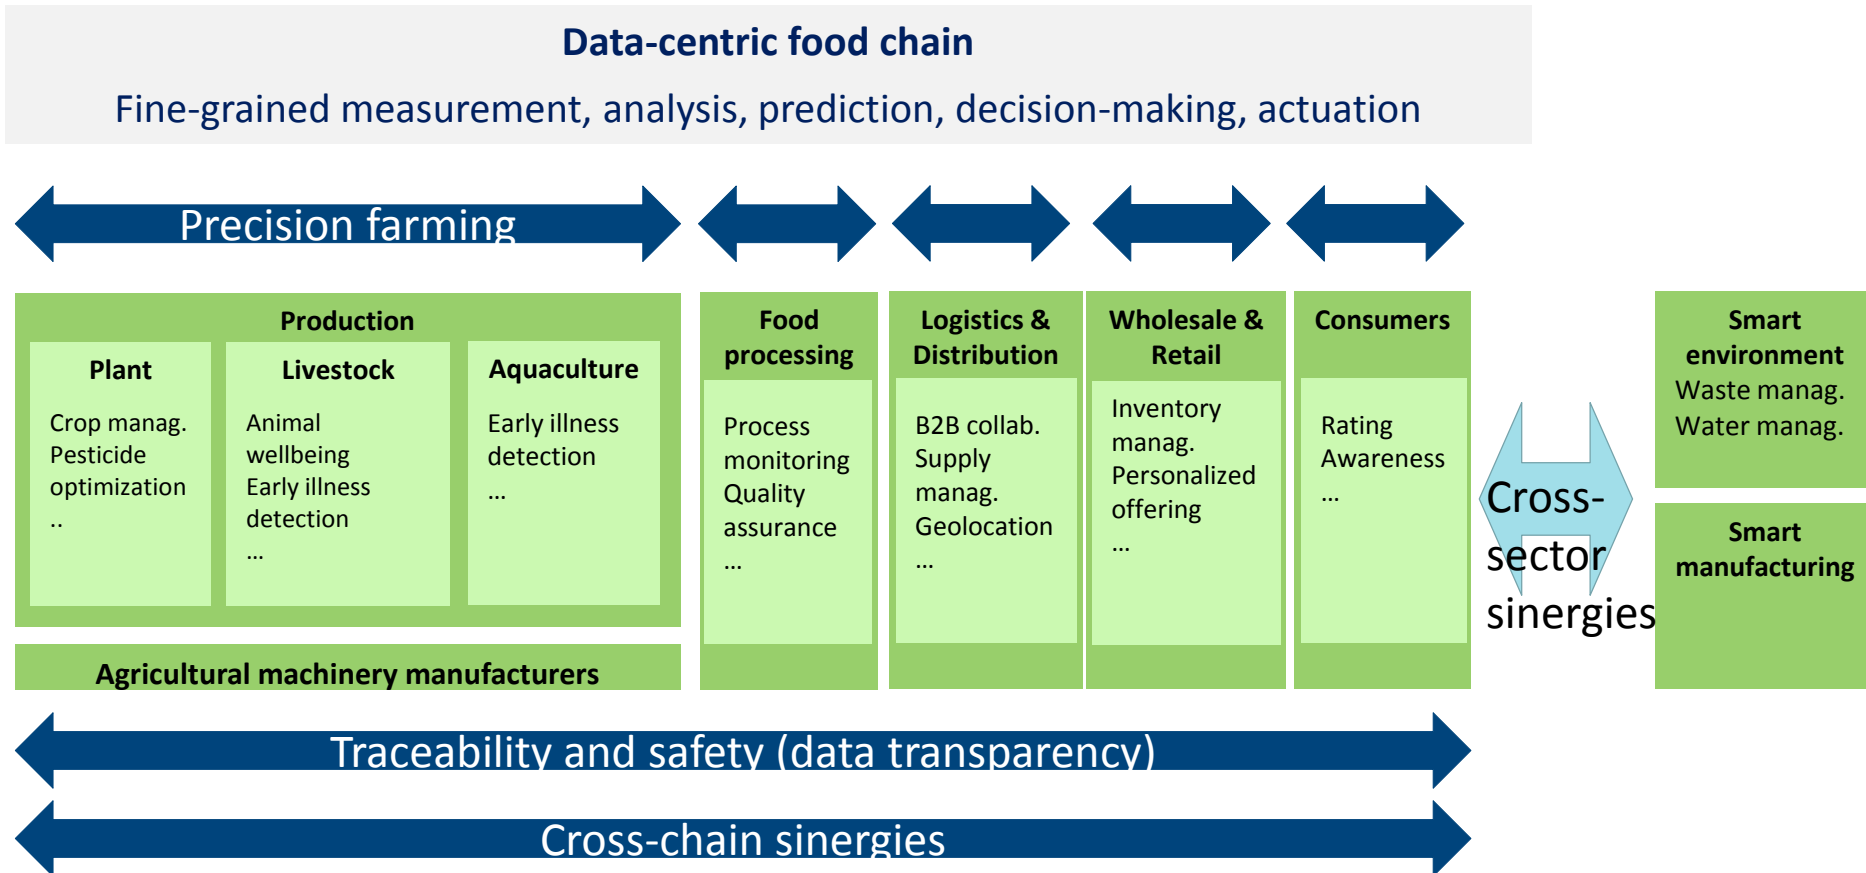 Data-centric food chain
Fine-grained measurement, analysis, prediction, decision-making, actuation
Precision farming
Production
Plant
Crop manag.
Pesticide
optimization
..
Livestock
Animal
wellbeing
Early illness
detection
...
Aquaculture
Early illness
detection
...
Agricultural machinery manufacturers
Food
processing
Process
monitoring
Quality
assurance
...
Logistics &
Distribution
B2B collab.
Supply
manag.
Geolocation
...
Wholesale &
Retail
Inventory
manag.
Personalized
offering
...
Consumers
Rating
Awareness
...
Cross-
sector
sinergies
Smart
environment
Waste manag.
Water manag.
Smart
manufacturing
Traceability and safety (data transparency)
Cross-chain sinergies